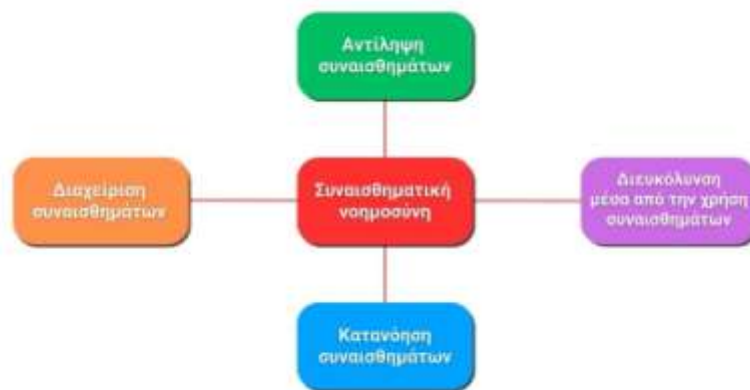 Αντίληψη
συναισθημάτων
Διαχείριση
συναισθημάτων
Συναισθηματική
νοημοσύνη
Διευκόλυνση
μέσα από την χρήση
συναισθημάτων
Κατανόηση
συναισθημάτων